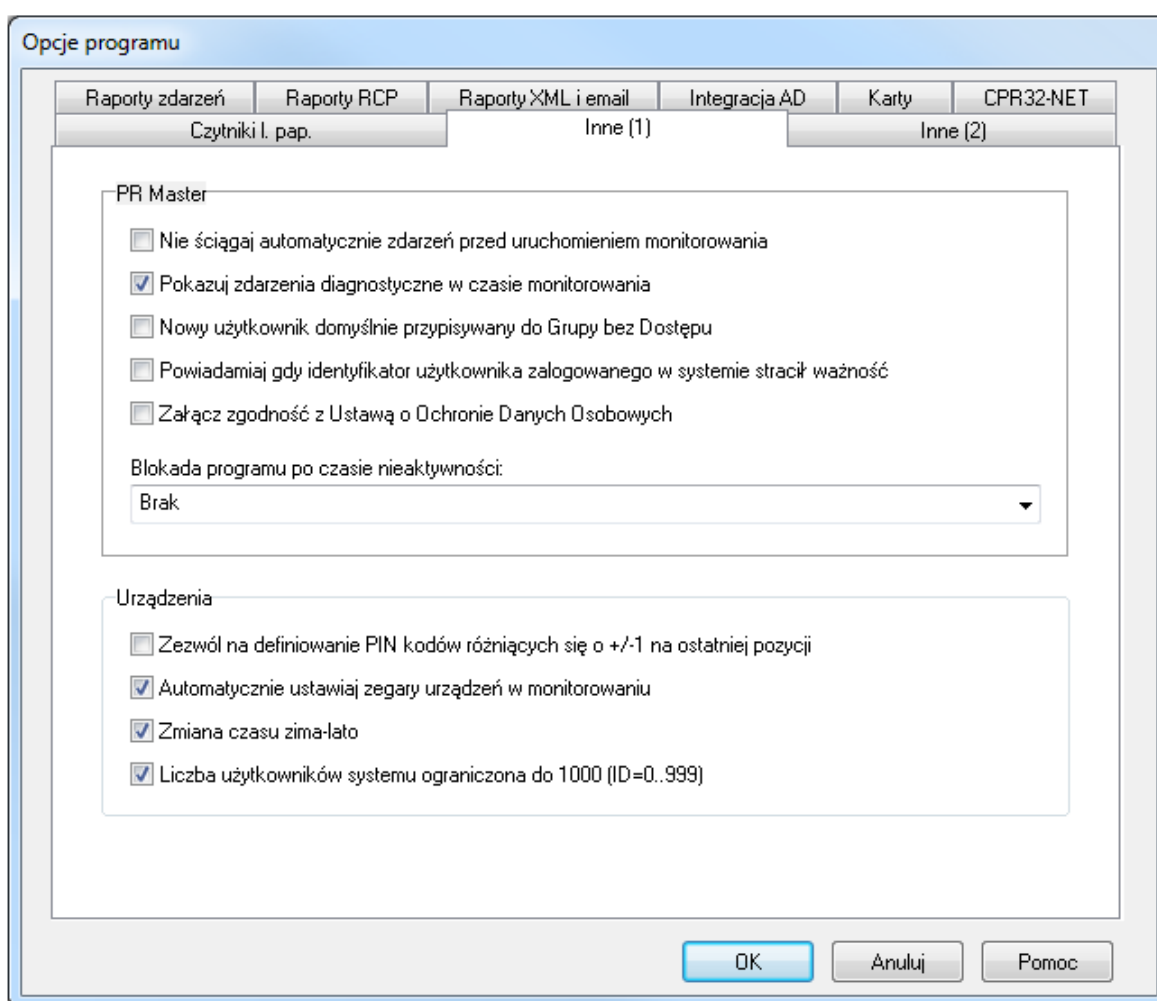 Opcje programu
Raporty zdarzeń
Raporty RCP
Raporty XML i email
Integracja AD
Karty
CPR32-NET
Czytniki l. pap.
Inne (1)
Inne (2)
PR Master
Nie ściągaj automatycznie zdarzeń przed uruchomieniem monitorowania
Pokazuj zdarzenia diagnostyczne w czasie monitorowania
Nowy użytkownik domyślnie przypisywany do Grupy bez Dostępu
Powiadamiaj gdy identyfikator użytkownika zalogowanego w systemie stracił ważność
Załącz zgodność z Ustawą o Ochronie Danych Osobowych
Blokada programu po czasie nieaktywności:
Brak
Urządzenia
Zezwól na definiowanie PIN kodów różniących się o +/-1 na ostatniej pozycji
Automatycznie ustawiaj zegary urządzeń w monitorowaniu
Zmiana czasu zima-lato
Liczba użytkowników systemu ograniczona do 1000 (ID=0..999)
OK
Anuluj
Pomoc